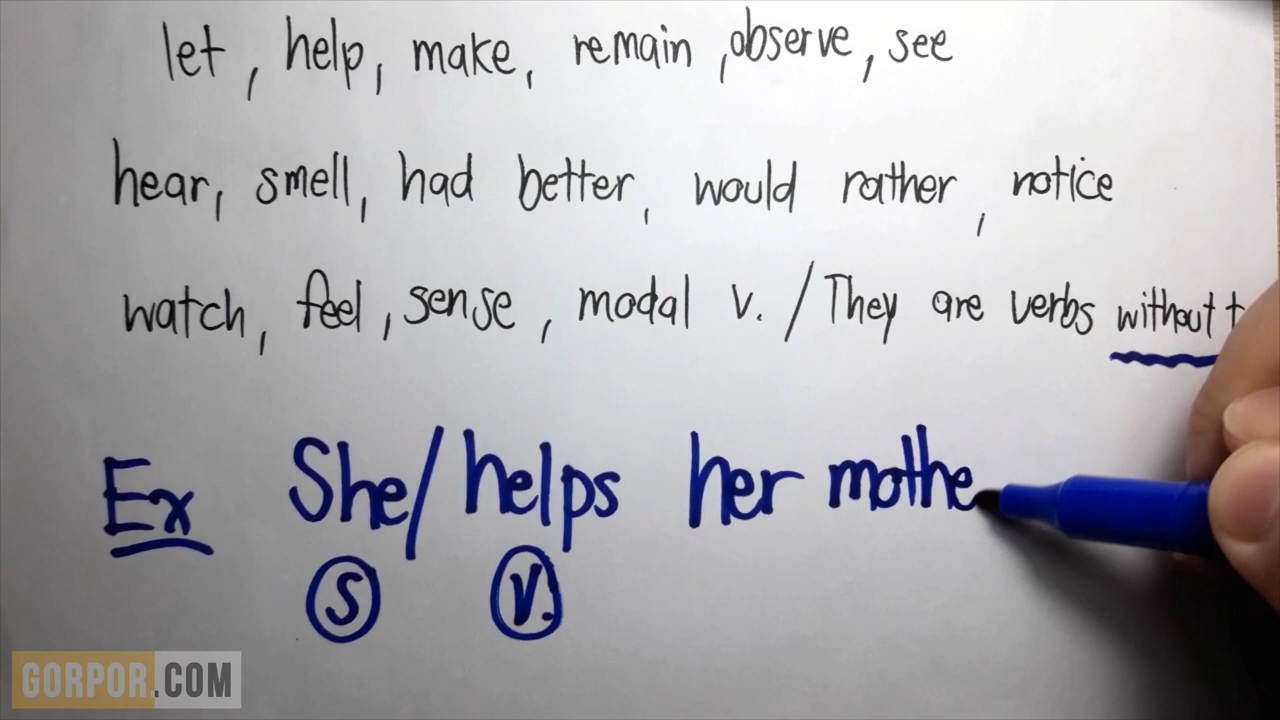 let, help, make, remain, observe, see
hear, smell, had better, would rather, notice
watch, feel, sense, modal v. / They are verbs without t
Ex She/ helps her mothe
S V.
GORPOR.COM